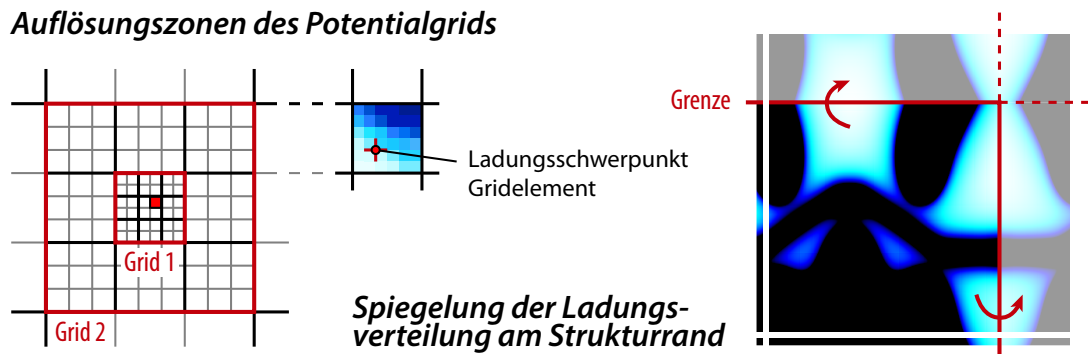 Auflösungszonen des Potentialgrids
Grenze
Ladungsschwerpunkt
Gridelement
Grid 1
Grid 2
Spiegelung der Ladungs-
verteilung am Strukturrand